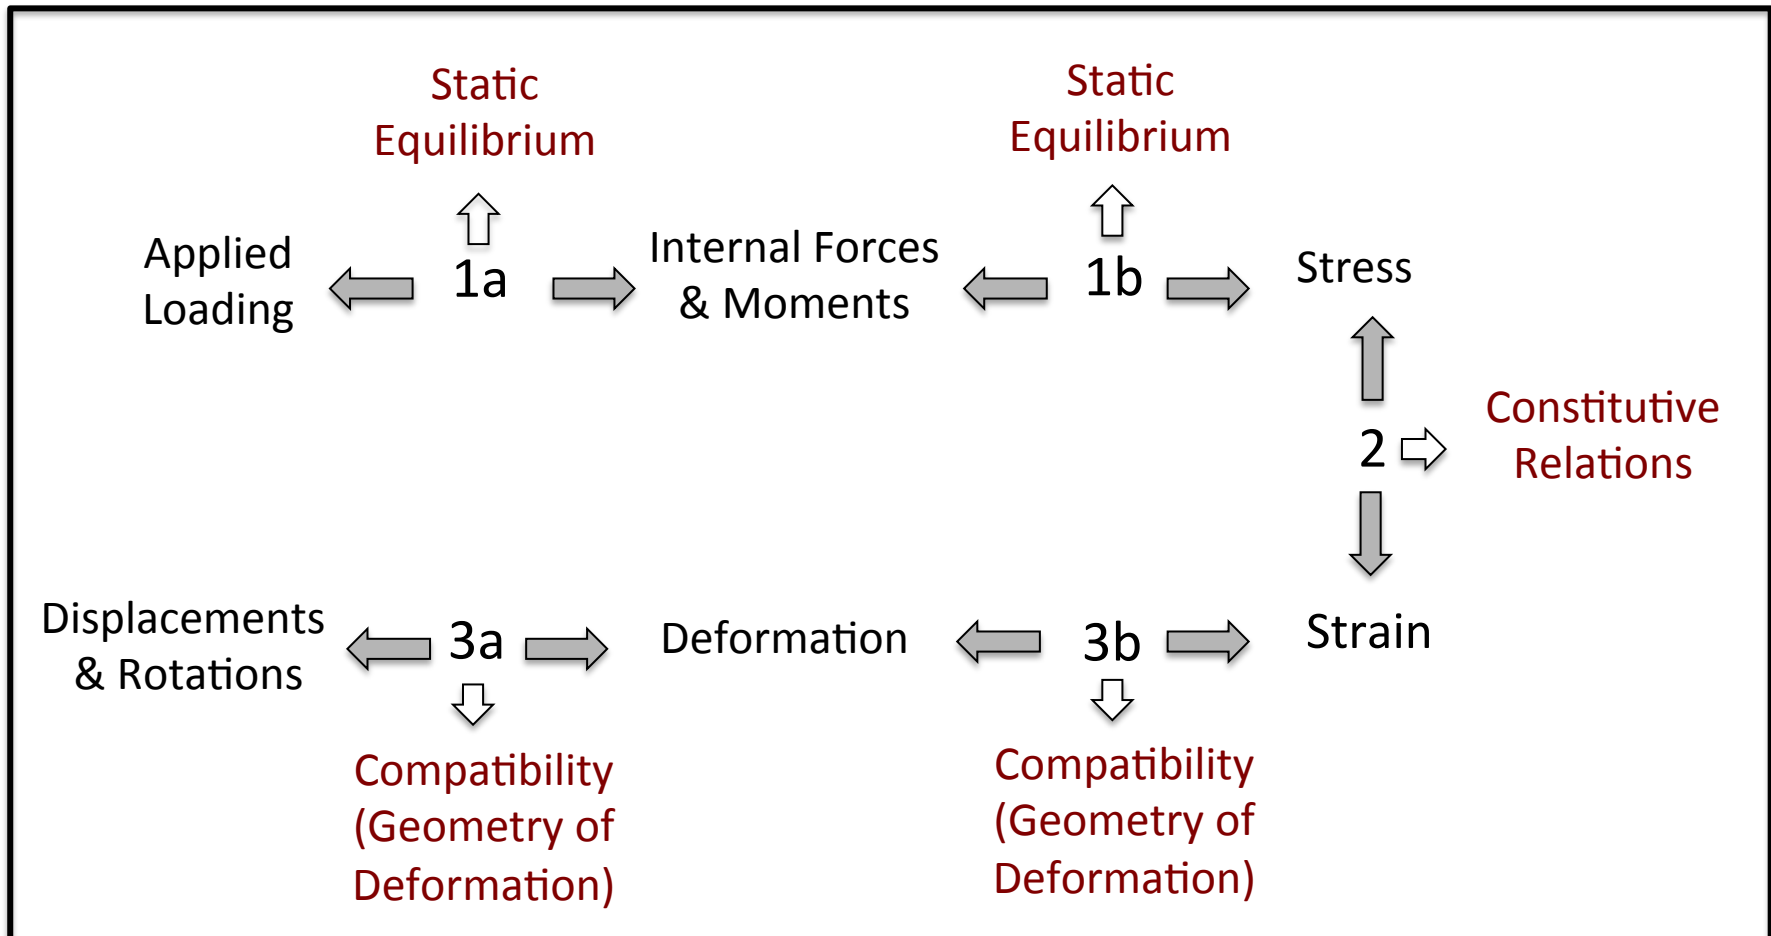 Static
Equilibrium
Static
Equilibrium
Applied
Loading
1a
Internal Forces
& Moments
1b
Stress
2
Constitutive
Relations
Displacements
& Rotations
3a
Deformation
3b
Strain
Compatibility
(Geometry of
Deformation)
Compatibility
(Geometry of
Deformation)